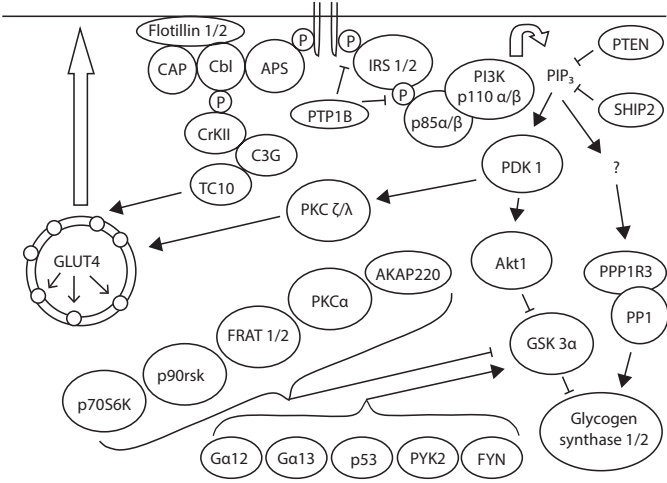 Flotillin 1/2
CAP
Cbl
APS
P
P
IRS 1/2
P
PTP1B
PI3K
p110 α/β
p85α/β
PIP3
PTEN
SHIP2
P
CrKII
C3G
TC10
PDK 1
?
PKC ζ/λ
GLUT4
Akt1
PPP1R3
PP1
AKAP220
PKCα
FRAT 1/2
p90rsk
p70S6K
GSK 3α
Glycogen
synthase 1/2
Gα12
Gα13
p53
PYK2
FYN